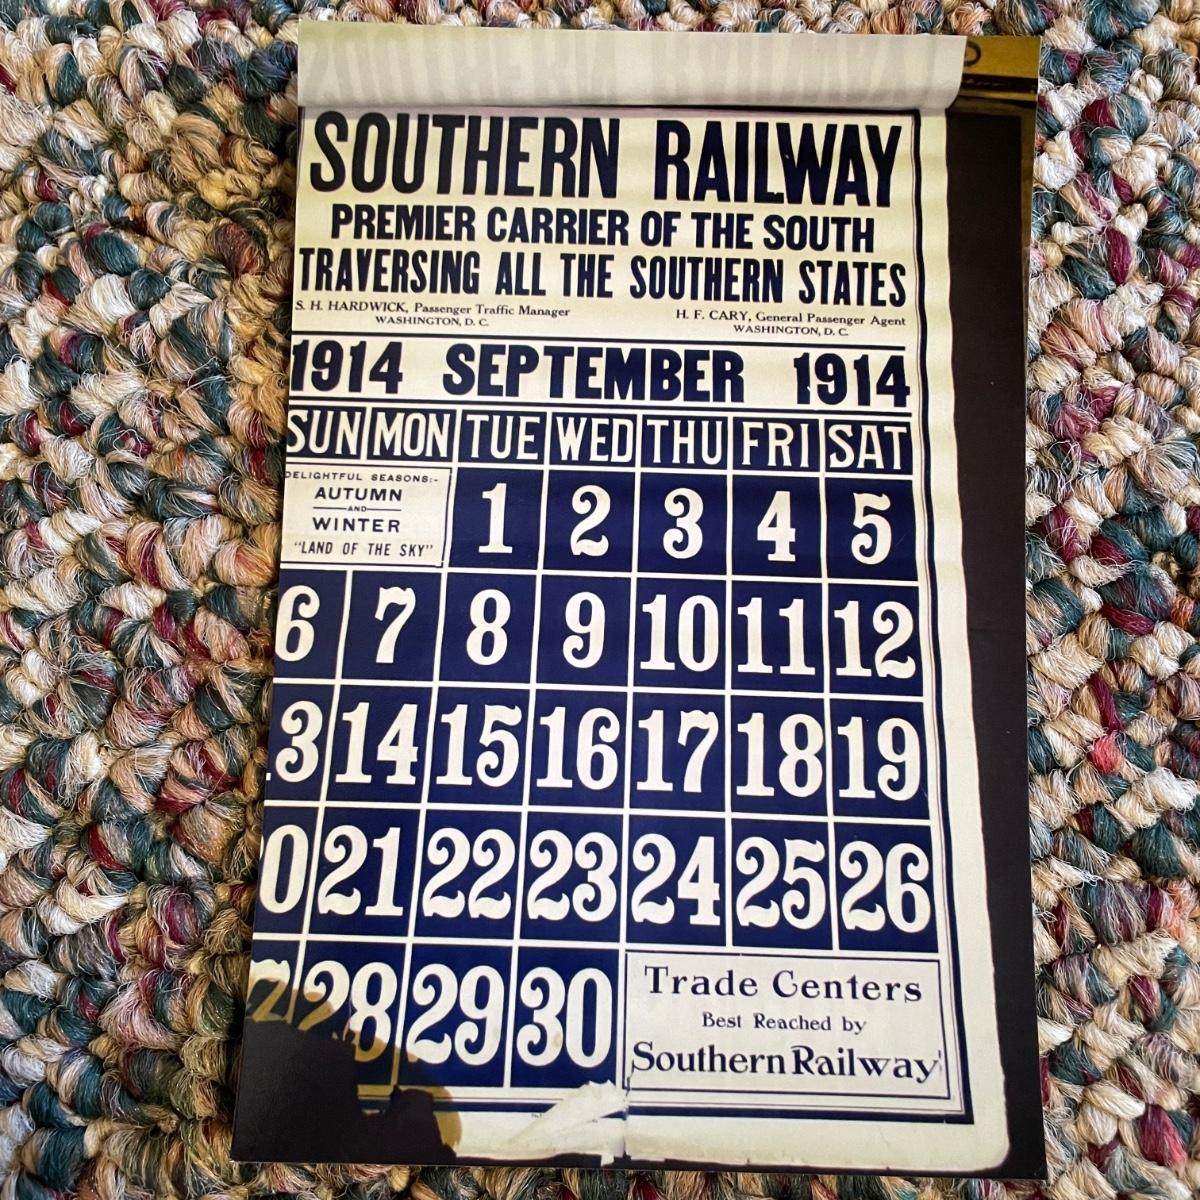 SOUTHERN RAILWAY
PREMIER CARRIER OF THE SOUTH
TRAVERSING ALL THE SOUTHERN STATES
S. H. HARDWICK, Passenger Traffic Manager
WASHINGTON, D. C.
H. F. CARY, General Passenger Agent
WASHINGTON, D. C.
1914 SEPTEMBER 1914
SUN MON TUE WED THU FRI SAT
DELIGHTFUL SEASONS:-
AUTUMN
AND
WINTER
"LAND OF THE SKY"
1 2 3 4 5
6 7 8 9 10 11 12
3 14 15 16 17 18 19
0 21 22 23 24 25 26
7 28 29 30
Trade Centers
Best Reached by
Southern Railway